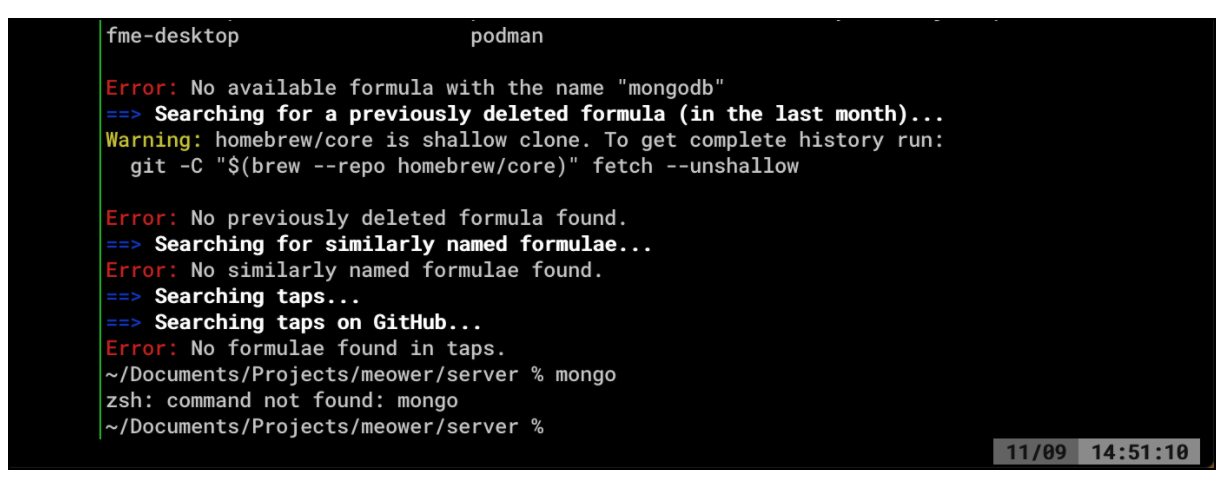 fme-desktop podman
Error: No available formula with the name "mongodb"
==> Searching for a previously deleted formula (in the last month)...
Warning: homebrew/core is shallow clone. To get complete history run:
git -C "$(brew --repo homebrew/core)" fetch --unshallow
Error: No previously deleted formula found.
==> Searching for similarly named formulae...
Error: No similarly named formulae found.
==> Searching taps...
==> Searching taps on GitHub...
Error: No formulae found in taps.
~/Documents/Projects/meower/server % mongo
zsh: command not found: mongo
~/Documents/Projects/meower/server %
11/09 14:51:10